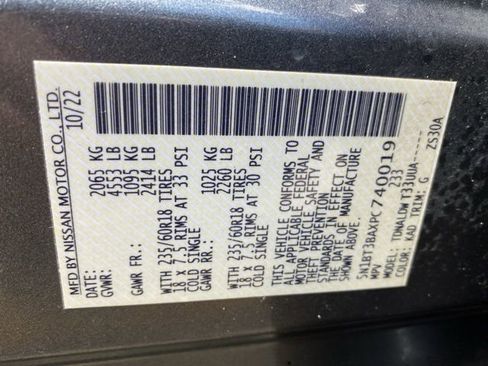 MFD BY NISSAN MOTOR CO., LTD.
DATE: 10/22
GVWR: 2065 KG
4553 LB
GAWR FR.: 1095 KG
2414 LB
WITH 235/60R18 TIRES
18 x 7.5 RIMS AT 33 PSI
COLD SINGLE
GAWR RR.: 1025 KG
2260 LB
WITH 235/60R18 TIRES
18 x 7.5 RIMS AT 30 PSI
COLD SINGLE
THIS VEHICLE CONFORMS TO
ALL APPLICABLE FEDERAL
MOTOR VEHICLE SAFETY AND
THEFT PREVENTION
STANDARDS IN EFFECT ON
THE DATE OF MANUFACTURE
SHOWN ABOVE.
5N1BT3BAXPC740019
MPV 233
MODEL: T33UUA-----
COLOR: KAD TRIM: G
ZS30A